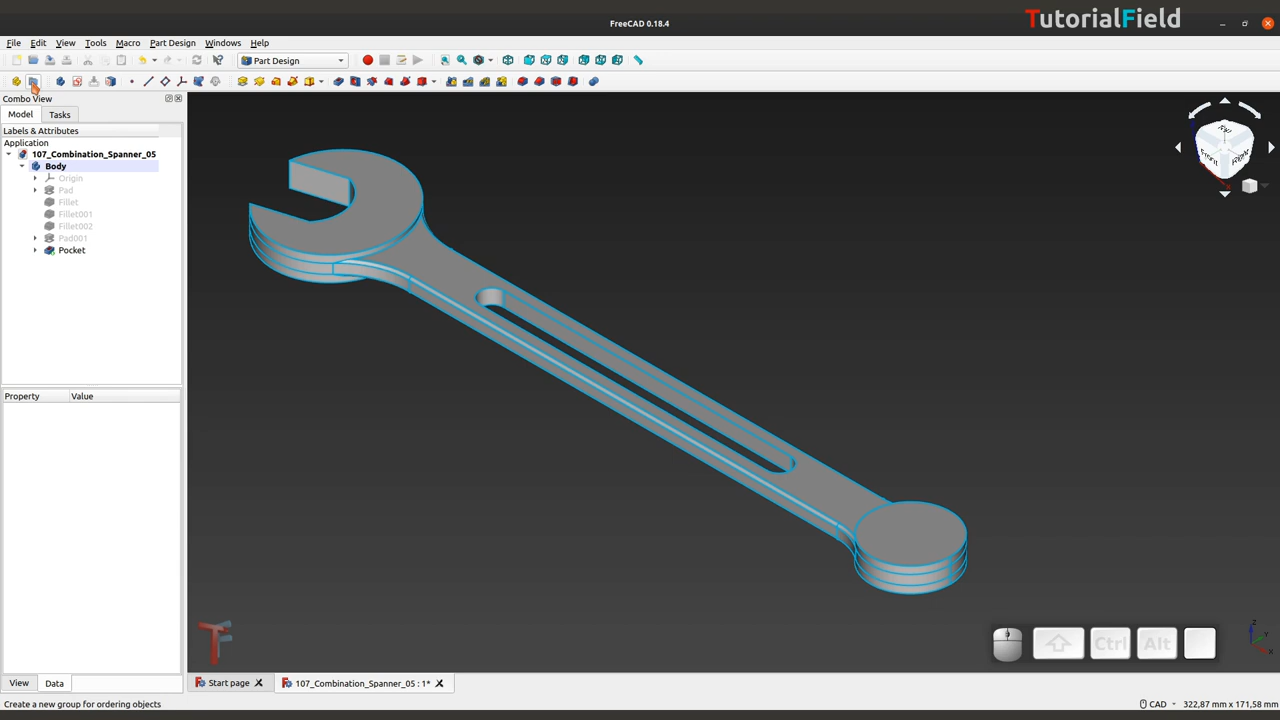 FreeCAD 0.18.4
TutorialField
File Edit View Tools Macro Part Design Windows Help
Part Design
Combo View
Model Tasks
Labels & Attributes
Application
107_Combination_Spanner_05
Body
Origin
Pad
Fillet
Fillet001
Fillet002
Pad001
Pocket
Property Value
Front
Right
Z
Y
X
Ctrl
Alt
View Data
Start page
107_Combination_Spanner_05 : 1*
Create a new group for ordering objects
CAD
322,87 mm x 171,58 mm